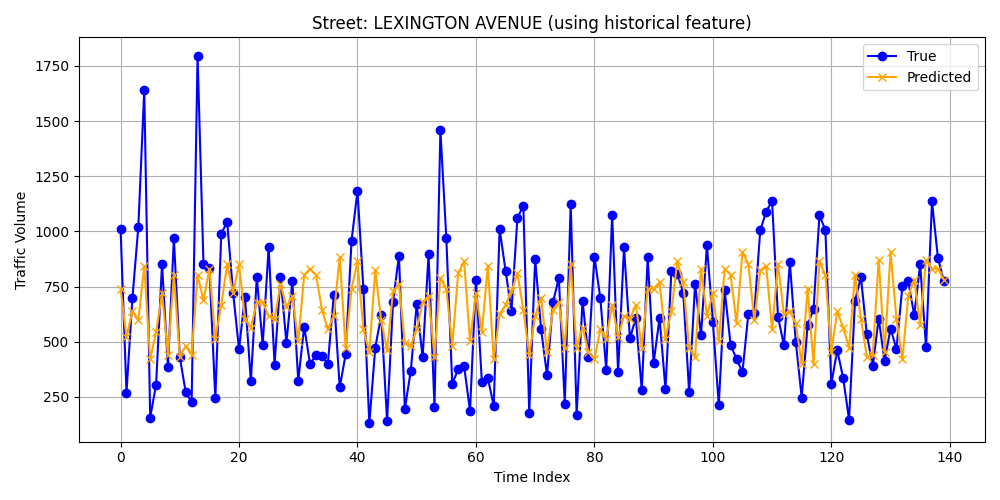 Street: LEXINGTON AVENUE (using historical feature)
True
Predicted
Traffic Volume
1750
1500
1250
1000
750
500
250
0 20 40 60 80 100 120 140
Time Index